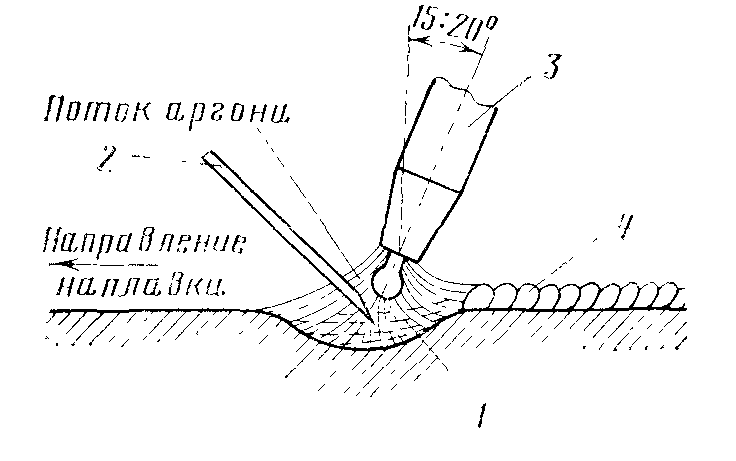 15÷20°
3
Поток аргона
2
Направление
наплавки
4
1